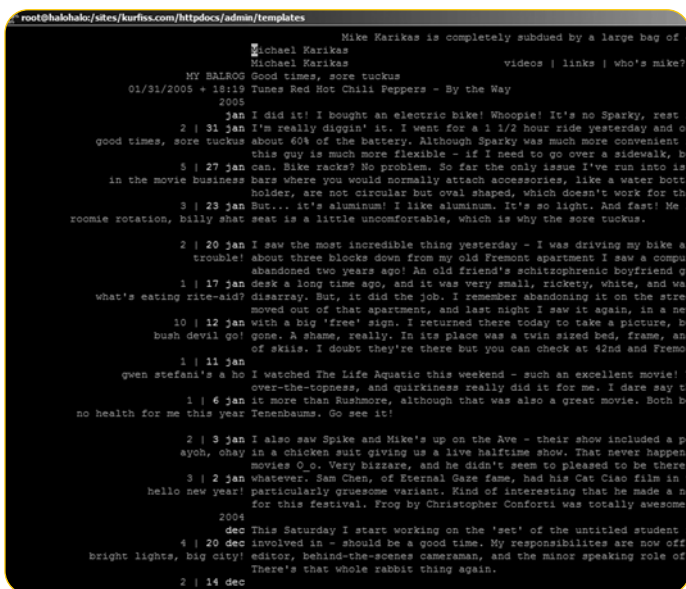 root@halohalo:/sites/kurfiss.com/httpdocs/admin/templates
Mike Karikas is completely subdued by a large bag of
Michael Karikas
Michael Karikas videos | links | who's mike?
MY BALROG Good times, sore tuckus
01/31/2005 + 18:19 Tunes Red Hot Chili Peppers - By the Way
2005
jan I did it! I bought an electric bike! Whoopie! It's no Sparky, rest
2 | 31 jan I'm really diggin' it. I went for a 1 1/2 hour ride yesterday and o
good times, sore tuckus about 60% of the battery. Although Sparky was much more convenient
this guy is much more flexible - if I need to go over a sidewalk, b
5 | 27 jan can. Bike racks? No problem. So far the only issue I've run into is
in the movie business bars where you would normally attach accessories, like a water bott
holder, are not circular but oval shaped, which doesn't work for th
3 | 23 jan But... it's aluminum! I like aluminum. It's so light. And fast! Me
roomie rotation, billy shat seat is a little uncomfortable, which is why the sore tuckus.
2 | 20 jan I saw the most incredible thing yesterday - I was driving my bike a
trouble! about three blocks down from my old Fremont apartment I saw a compu
abandoned two years ago! An old friend's schitzophrenic boyfriend g
1 | 17 jan desk a long time ago, and it was very small, rickety, white, and wa
what's eating rite-aid? disarray. But, it did the job. I remember abandoning it on the stre
moved out of that apartment, and last night I saw it again, in a ne
10 | 12 jan with a big 'free' sign. I returned there today to take a picture, b
bush devil go! gone. A shame, really. In its place was a twin sized bed, frame, an
of skiis. I doubt they're there but you can check at 42nd and Fremo
1 | 11 jan
gwen stefani's a ho I watched The Life Aquatic this weekend - such an excellent movie!
over-the-topness, and quirkiness really did it for me. I dare say t
1 | 6 jan it more than Rushmore, although that was also a great movie. Both b
no health for me this year Tenenbaums. Go see it!
2 | 3 jan I also saw Spike and Mike's up on the Ave - their show included a p
ayoh, ohay in a chicken suit giving us a live halftime show. That never happen
movies O_o. Very bizzare, and he didn't seem to pleased to be there
3 | 2 jan whatever. Sam Chen, of Eternal Gaze fame, had his Cat Ciao film in
hello new year! particularly gruesome variant. Kind of interesting that he made a n
for this festival. Frog by Christopher Conforti was totally awesome
2004
dec This Saturday I start working on the 'set' of the untitled student
4 | 20 dec involved in - should be a good time. My responsibilites are now off
bright lights, big city! editor, behind-the-scenes cameraman, and the minor speaking role of
There's that whole rabbit thing again.
2 | 14 dec